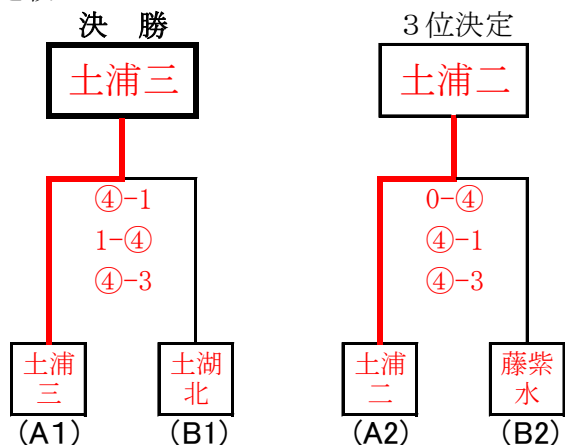 決 勝
土浦三
④-1
1-④
④-3
土浦三
土湖北
(A1)
(B1)
3位決定
土浦二
0-④
④-1
④-3
土浦二
藤紫水
(A2)
(B2)